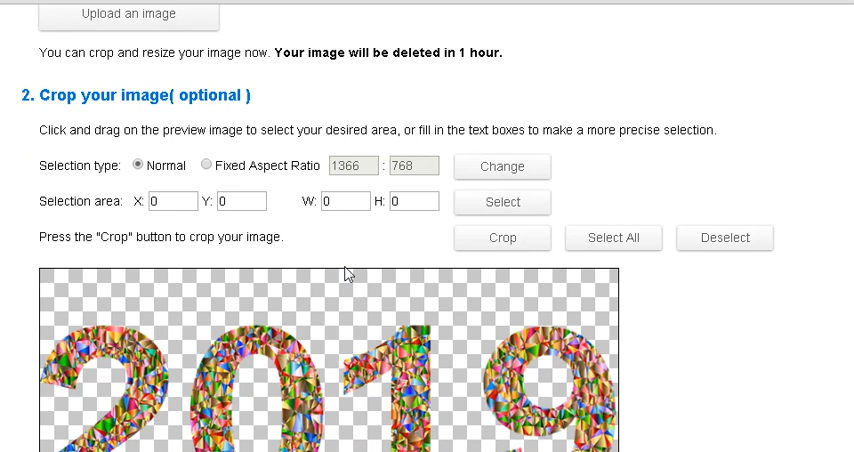 Upload an image
You can crop and resize your image now. Your image will be deleted in 1 hour.
2. Crop your image( optional )
Click and drag on the preview image to select your desired area, or fill in the text boxes to make a more precise selection.
Selection type: Normal Fixed Aspect Ratio 1366 : 768 Change
Selection area: X: 0 Y: 0 W: 0 H: 0 Select
Press the "Crop" button to crop your image. Crop Select All Deselect
2019